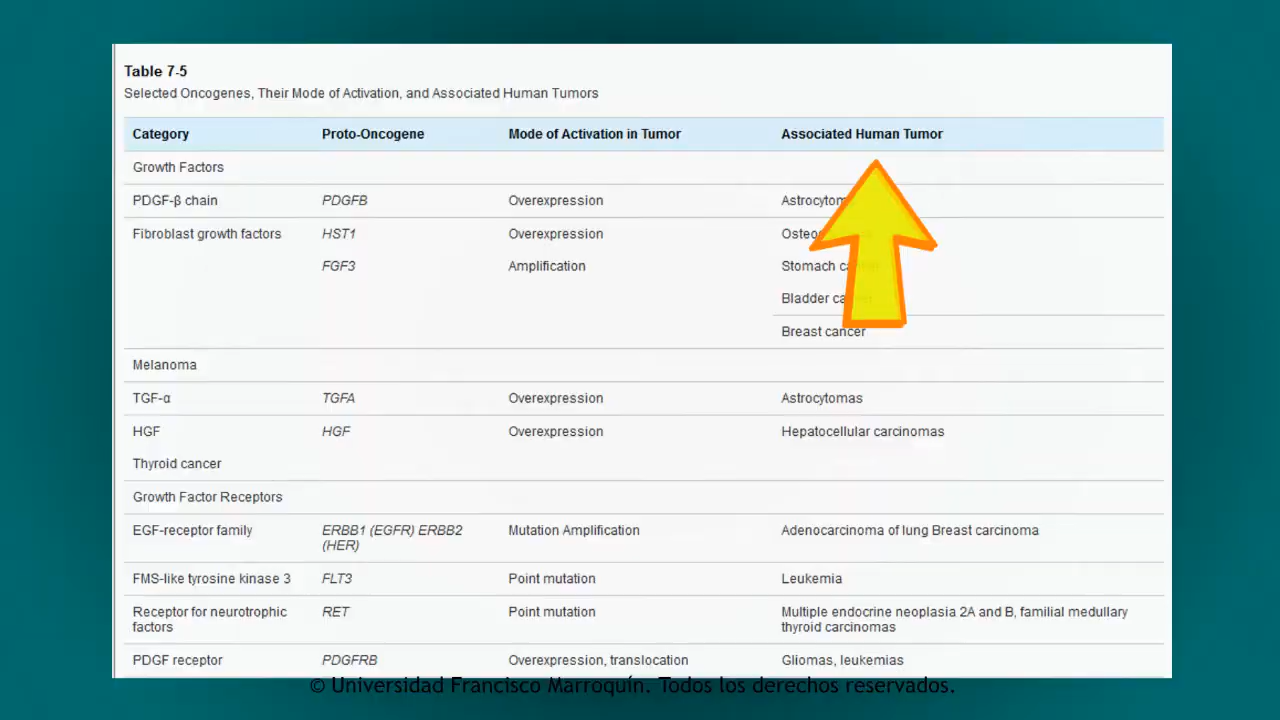 Table 7-5
Selected Oncogenes, Their Mode of Activation, and Associated Human Tumors
Category Proto-Oncogene Mode of Activation in Tumor Associated Human Tumor
Growth Factors
PDGF-β chain PDGFB Overexpression
Fibroblast growth factors HST1 Overexpression
FGF3 Amplification Stomach
Bladder
Breast cancer
Melanoma
TGF-α TGFA Overexpression Astrocytomas
HGF HGF Overexpression Hepatocellular carcinomas
Thyroid cancer
Growth Factor Receptors
EGF-receptor family ERBB1 (EGFR) ERBB2 Mutation Amplification Adenocarcinoma of lung Breast carcinoma
(HER)
FMS-like tyrosine kinase 3 FLT3 Point mutation Leukemia
Receptor for neurotrophic RET Point mutation Multiple endocrine neoplasia 2A and B, familial medullary
factors thyroid carcinomas
PDGF receptor PDGFRB Overexpression, translocation Gliomas, leukemias
© Universidad Francisco Marroquín. Todos los derechos reservados.